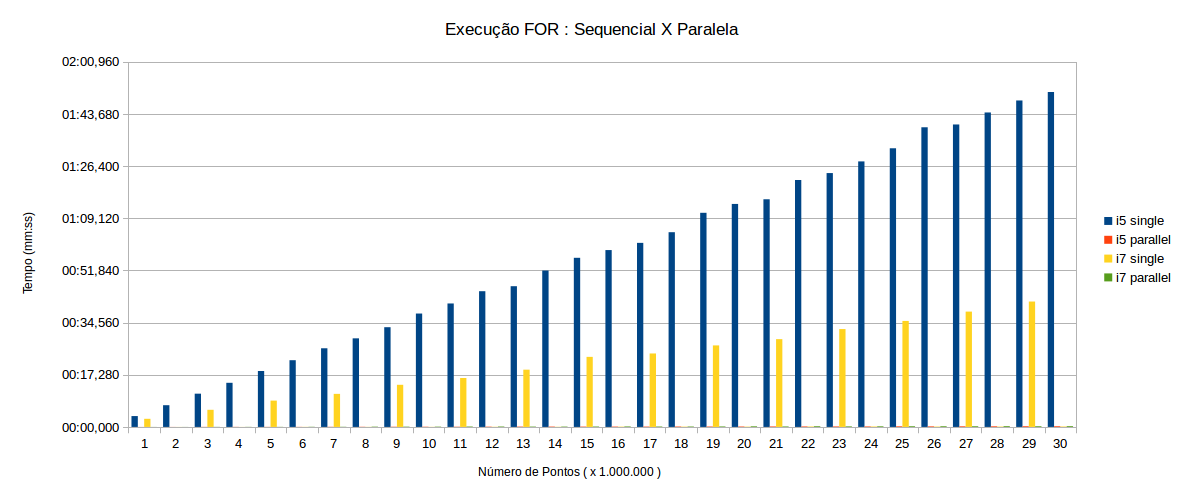 Execução FOR : Sequencial X Paralela
02:00,960
01:43,680
01:26,400
01:09,120
00:51,840
00:34,560
00:17,280
00:00,000
Tempo (mm:ss)
1 2 3 4 5 6 7 8 9 10 11 12 13 14 15 16 17 18 19 20 21 22 23 24 25 26 27 28 29 30
Número de Pontos ( x 1.000.000 )
i5 single
i5 parallel
i7 single
i7 parallel